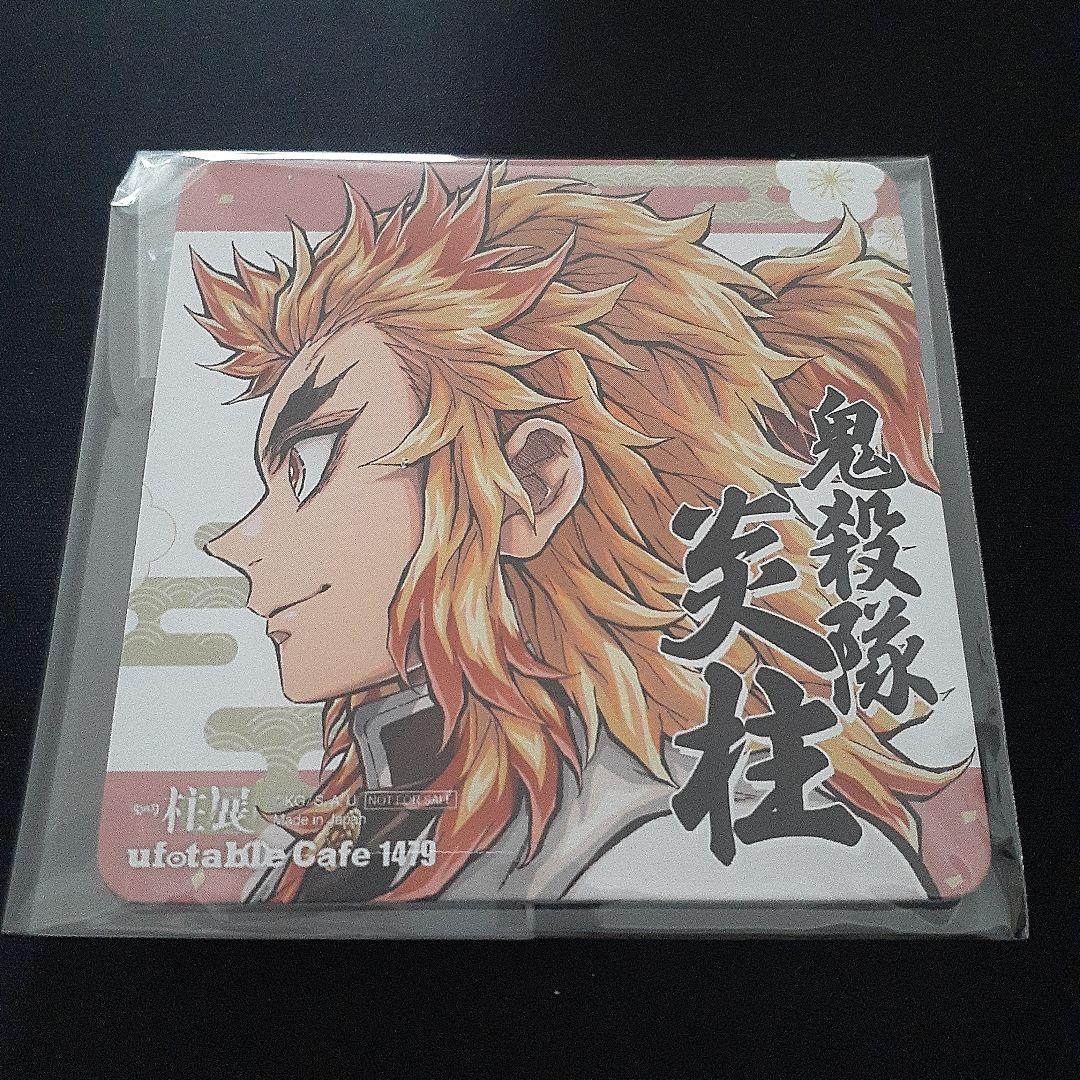 鬼殺隊
炎柱
柱展
©KG/S,A,U NOT FOR SALE
Made in Japan
ufotable Cafe 1479